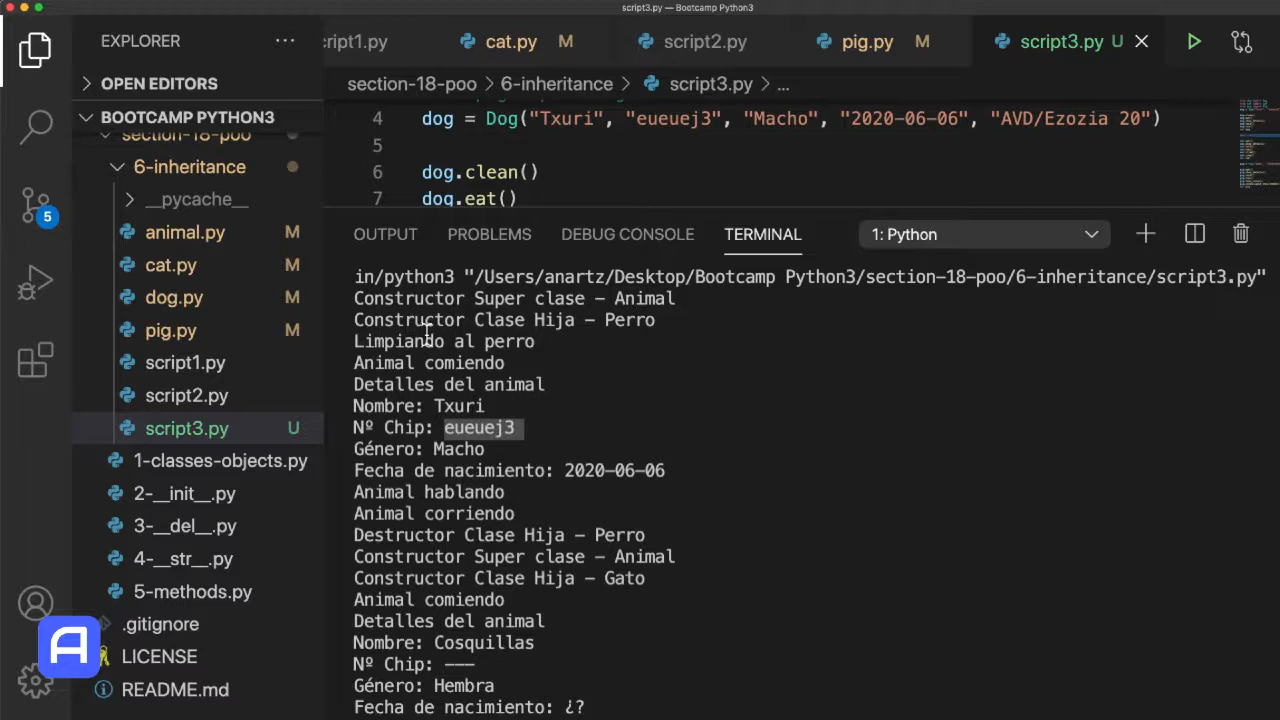 script3.py — Bootcamp Python3
EXPLORER
···
cript1.py
cat.py M
script2.py
pig.py M
script3.py U
OPEN EDITORS
section-18-poo > 6-inheritance > script3.py > ...
BOOTCAMP PYTHON3
section-18-poo
6-inheritance
__pycache__
animal.py M
cat.py M
dog.py M
pig.py M
script1.py
script2.py
script3.py U
1-classes-objects.py
2-__init__.py
3-__del__.py
4-__str__.py
5-methods.py
.gitignore
LICENSE
README.md
5
A
4 dog = Dog("Txuri", "eueuej3", "Macho", "2020-06-06", "AVD/Ezozia 20")
5
6 dog.clean()
7 dog.eat()
OUTPUT PROBLEMS DEBUG CONSOLE TERMINAL 1: Python
in/python3 "/Users/anartz/Desktop/Bootcamp Python3/section-18-poo/6-inheritance/script3.py"
Constructor Super clase - Animal
Constructor Clase Hija - Perro
Limpiando al perro
Animal comiendo
Detalles del animal
Nombre: Txuri
Nº Chip: eueuej3
Género: Macho
Fecha de nacimiento: 2020-06-06
Animal hablando
Animal corriendo
Destructor Clase Hija - Perro
Constructor Super clase - Animal
Constructor Clase Hija - Gato
Animal comiendo
Detalles del animal
Nombre: Cosquillas
Nº Chip: ---
Género: Hembra
Fecha de nacimiento: ¿?